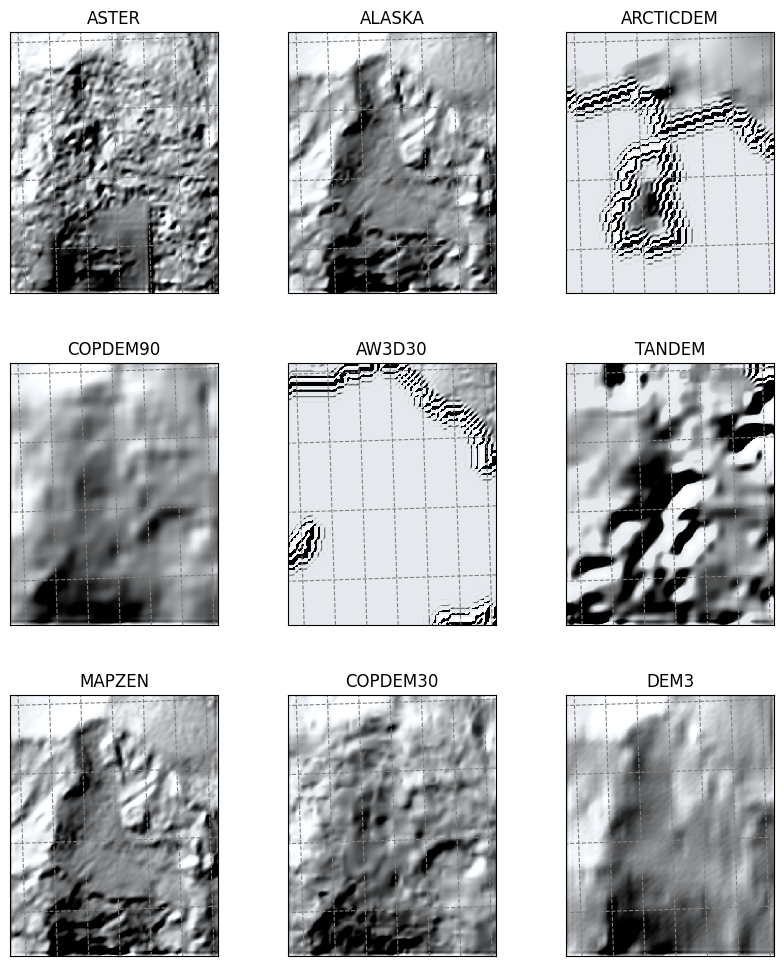 ASTER
ALASKA
ARCTICDEM
COPDEM90
AW3D30
TANDEM
MAPZEN
COPDEM30
DEM3